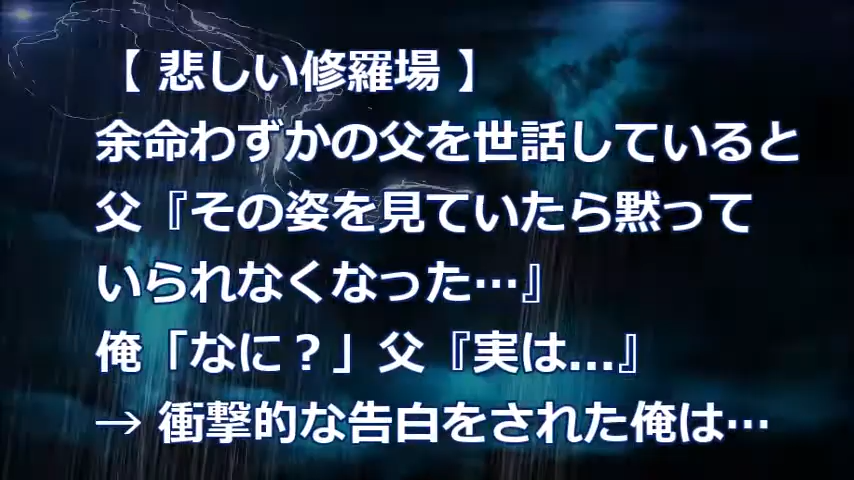 【 悲しい修羅場 】
余命わずかの父を世話していると
父『その姿を見ていたら黙って
いられなくなった…』
俺「なに？」父『実は…』
→ 衝撃的な告白をされた俺は…